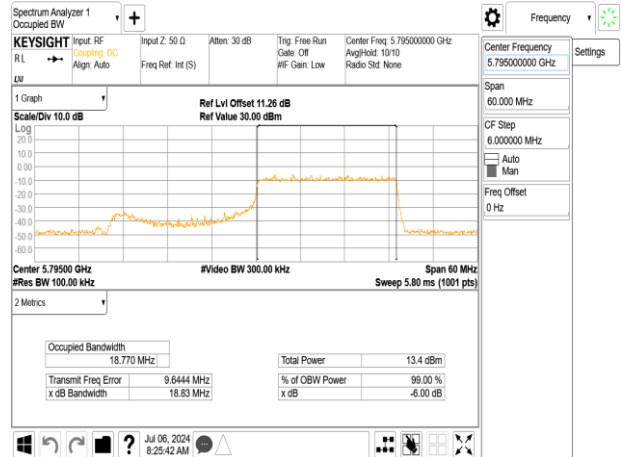 Spectrum Analyzer 1
Occupied BW
Frequency
KEYSIGHT
RL
Input: RF
Coupling: DC
Align: Auto
Input Z: 50 Ω
Freq Ref: Int (S)
Atten: 30 dB
Trig: Free Run
Gate: Off
#IF Gain: Low
Center Freq: 5.795000000 GHz
Avg|Hold: 10/10
Radio Std: None
LXI
1 Graph
Scale/Div 10.0 dB
Ref Lvl Offset 11.26 dB
Ref Value 30.00 dBm
Log
20.0
10.0
0.00
-10.0
-20.0
-30.0
-40.0
-50.0
-60.0
Center 5.79500 GHz
#Res BW 100.00 kHz
#Video BW 300.00 kHz
Span 60 MHz
Sweep 5.80 ms (1001 pts)
2 Metrics
Occupied Bandwidth
18.770 MHz
Total Power 13.4 dBm
Transmit Freq Error 9.6444 MHz
% of OBW Power 99.00 %
x dB Bandwidth 18.83 MHz
x dB -6.00 dB
Jul 06, 2024
8:25:42 AM
Center Frequency
5.795000000 GHz
Settings
Span
60.000 MHz
CF Step
6.000000 MHz
Auto
Man
Freq Offset
0 Hz